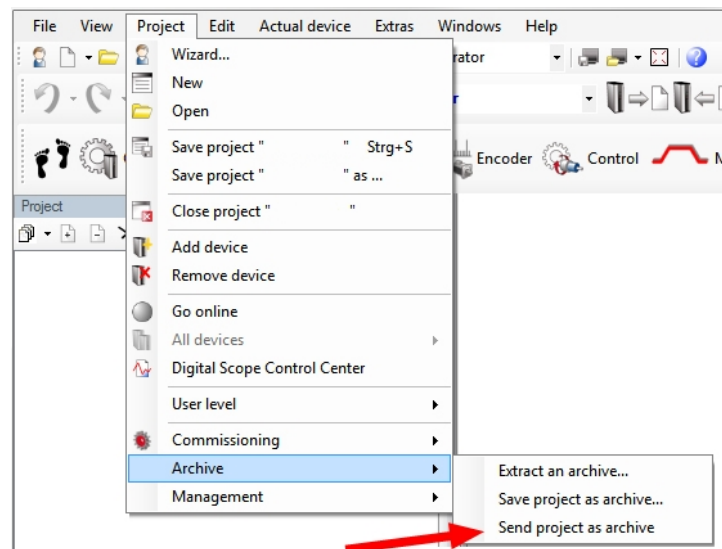 File View Project Edit Actual device Extras Windows Help
Wizard...
New
Open
Save project " " Strg+S
Save project " " as ...
Close project " "
Add device
Remove device
Go online
All devices
Digital Scope Control Center
User level
Commissioning
Archive
Management
Extract an archive...
Save project as archive...
Send project as archive
Encoder Control
Project